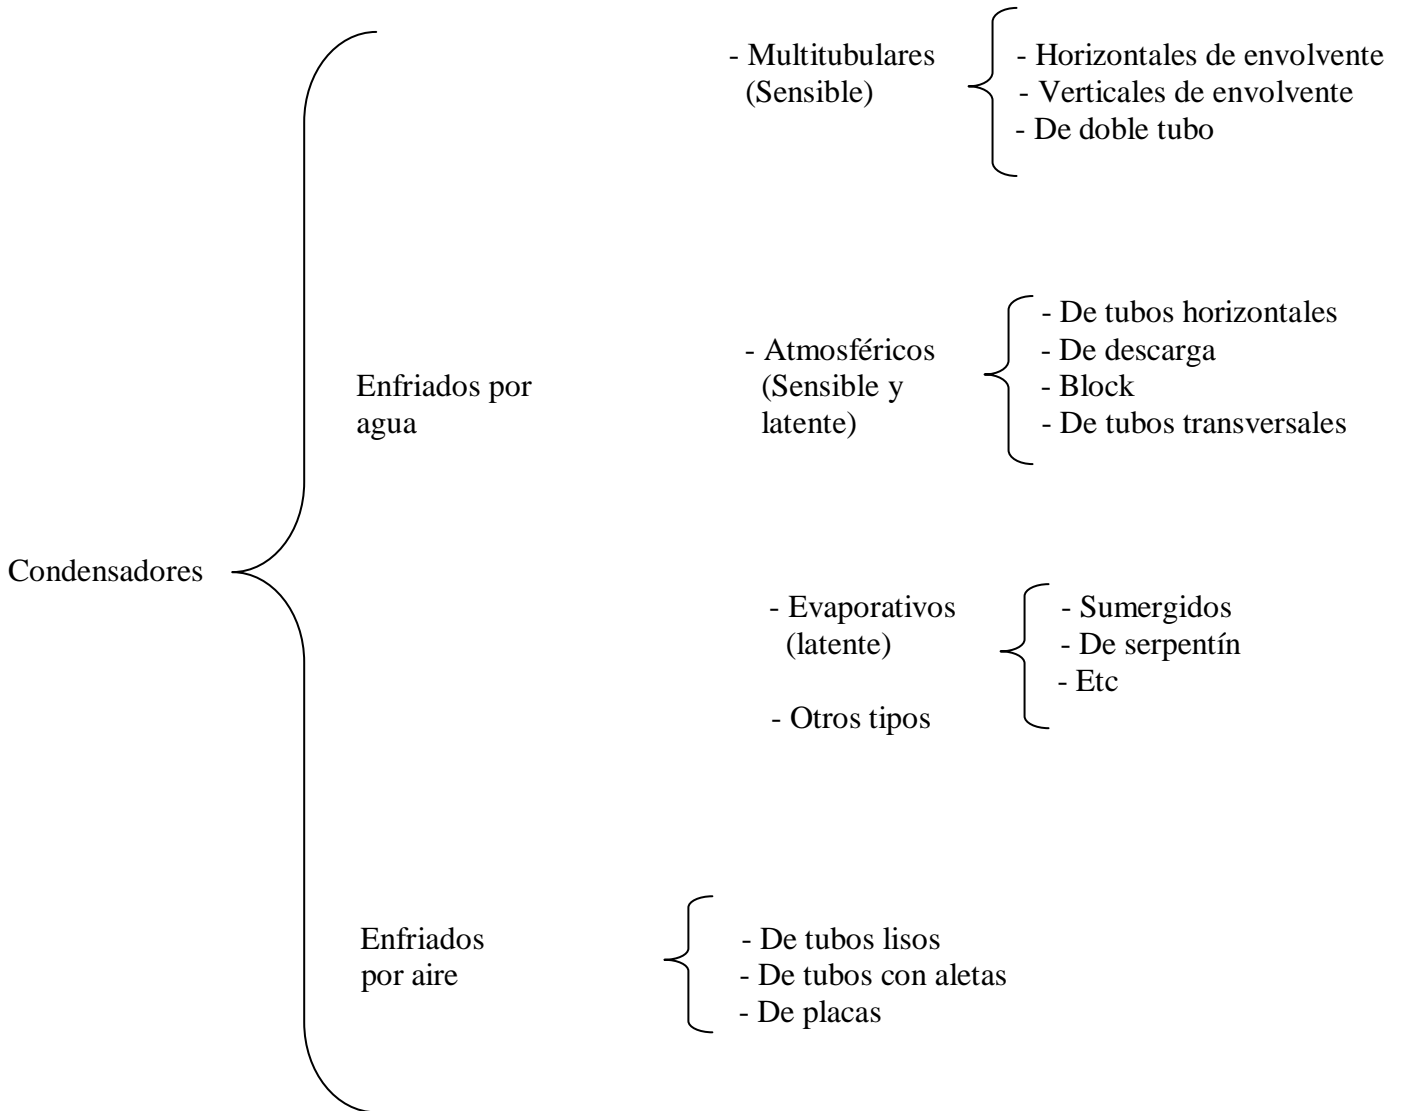 Condensadores
Enfriados por
agua
- Multitubulares
(Sensible)
- Horizontales de envolvente
- Verticales de envolvente
- De doble tubo
- Atmosféricos
(Sensible y
latente)
- De tubos horizontales
- De descarga
- Block
- De tubos transversales
- Evaporativos
(latente)
- Otros tipos
- Sumergidos
- De serpentín
- Etc
Enfriados
por aire
- De tubos lisos
- De tubos con aletas
- De placas